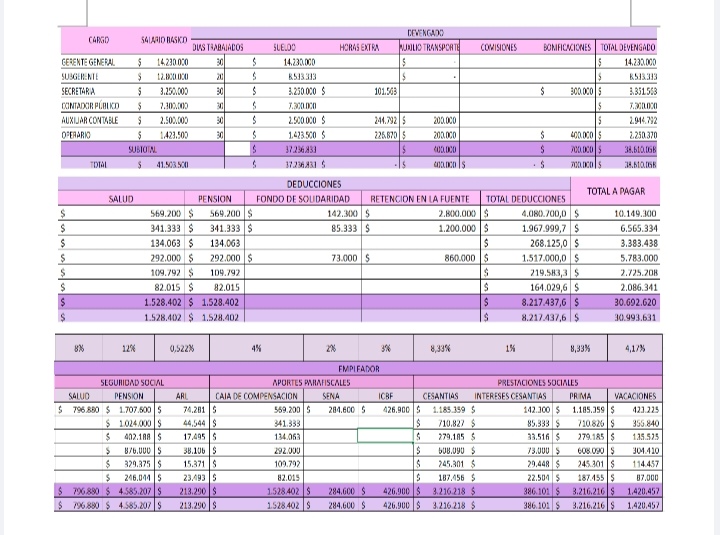 DEVENGADO
CARGO SALARIO BASICO DIAS TRABAJADOS SUELDO HORAS EXTRA AUXILIO TRANSPORTE COMISIONES BONIFICACIONES TOTAL DEVENGADO
GERENTE GENERAL $ 14.230.000 30 $ 14.230.000 $ - $ 14.230.000
SUBGERENTE $ 12.800.000 20 $ 8.533.333 $ - $ 8.533.333
SECRETARIA $ 3.250.000 30 $ 3.250.000 $ 101.563 $ 300.000 $ 3.351.563
CONTADOR PÚBLICO $ 7.300.000 30 $ 7.300.000 $ 7.300.000
AUXILIAR CONTABLE $ 2.500.000 30 $ 2.500.000 $ 244.792 $ 200.000 $ 2.944.792
OPERARIO $ 1.423.500 30 $ 1.423.500 $ 226.870 $ 200.000 $ 400.000 $ 2.250.370
SUBTOTAL $ 37.236.833 $ 400.000 $ 700.000 $ 38.610.058
TOTAL $ 41.503.500 $ 37.236.833 $ - $ 400.000 $ - $ 700.000 $ 38.610.058
DEDUCCIONES
SALUD PENSION FONDO DE SOLIDARIDAD RETENCION EN LA FUENTE TOTAL DEDUCCIONES TOTAL A PAGAR
$ 569.200 $ 569.200 $ 142.300 $ 2.800.000 $ 4.080.700,0 $ 10.149.300
$ 341.333 $ 341.333 $ 85.333 $ 1.200.000 $ 1.967.999,7 $ 6.565.334
$ 134.063 $ 134.063 $ 268.125,0 $ 3.383.438
$ 292.000 $ 292.000 $ 73.000 $ 860.000 $ 1.517.000,0 $ 5.783.000
$ 109.792 $ 109.792 $ 219.583,3 $ 2.725.208
$ 82.015 $ 82.015 $ 164.029,6 $ 2.086.341
$ 1.528.402 $ 1.528.402 $ 8.217.437,6 $ 30.692.620
$ 1.528.402 $ 1.528.402 $ 8.217.437,6 $ 30.993.631
8% 12% 0,522% 4% 2% 3% 8,33% 1% 8,33% 4,17%
EMPLEADOR
SEGURIDAD SOCIAL APORTES PARAFISCALES PRESTACIONES SOCIALES
SALUD PENSION ARL CAJA DE COMPENSACION SENA ICBF CESANTIAS INTERESES CESANTIAS PRIMA VACACIONES
$ 796.880 $ 1.707.600 $ 74.281 $ 569.200 $ 284.600 $ 426.900 $ 1.185.359 $ 142.300 $ 1.185.359 $ 423.225
$ 1.024.000 $ 44.544 $ 341.333 $ 710.827 $ 85.333 $ 710.826 $ 355.840
$ 402.188 $ 17.495 $ 134.063 $ 279.185 $ 33.516 $ 279.185 $ 135.525
$ 876.000 $ 38.106 $ 292.000 $ 608.090 $ 73.000 $ 608.090 $ 304.410
$ 329.375 $ 15.371 $ 109.792 $ 245.301 $ 29.448 $ 245.301 $ 114.457
$ 246.044 $ 23.493 $ 82.015 $ 187.456 $ 22.504 $ 187.455 $ 87.000
$ 796.880 $ 4.585.207 $ 213.290 $ 1.528.402 $ 284.600 $ 426.900 $ 3.216.218 $ 386.101 $ 3.216.216 $ 1.420.457
$ 796.880 $ 4.585.207 $ 213.290 $ 1.528.402 $ 284.600 $ 426.900 $ 3.216.218 $ 386.101 $ 3.216.216 $ 1.420.457